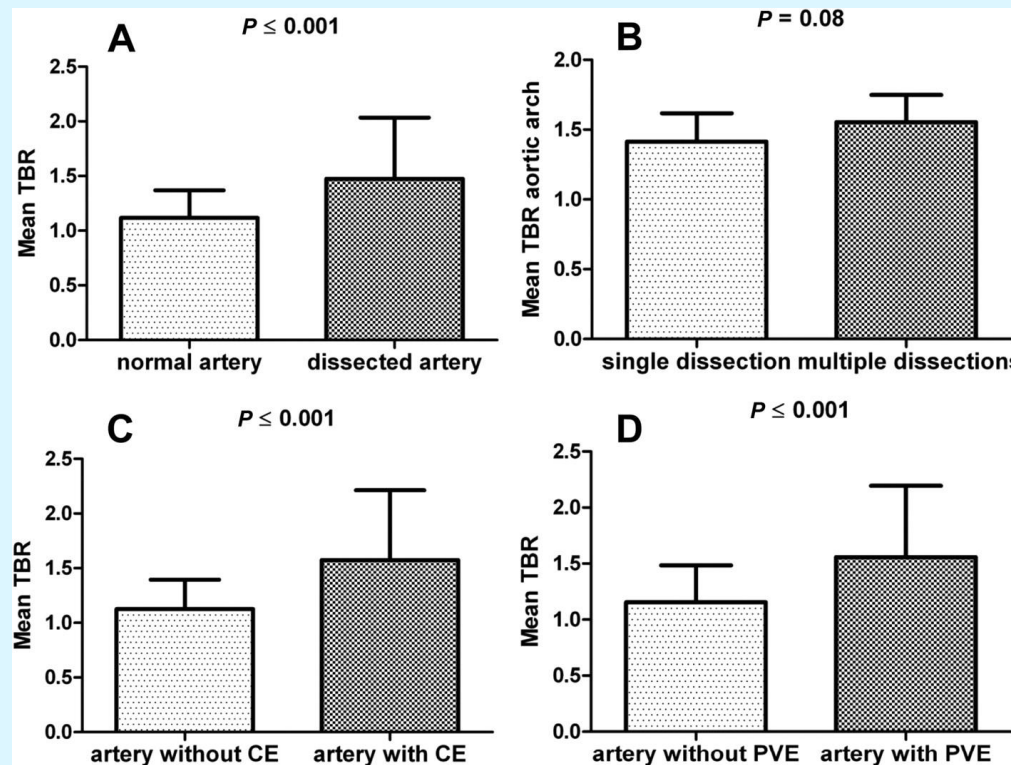 A
P ≤ 0.001
Mean TBR
2.5
2.0
1.5
1.0
0.5
0.0
normal artery dissected artery
B
P = 0.08
Mean TBR aortic arch
2.0
1.5
1.0
0.5
0.0
single dissection multiple dissections
C
P ≤ 0.001
Mean TBR
2.5
2.0
1.5
1.0
0.5
0.0
artery without CE artery with CE
D
P ≤ 0.001
Mean TBR
2.5
2.0
1.5
1.0
0.5
0.0
artery without PVE artery with PVE